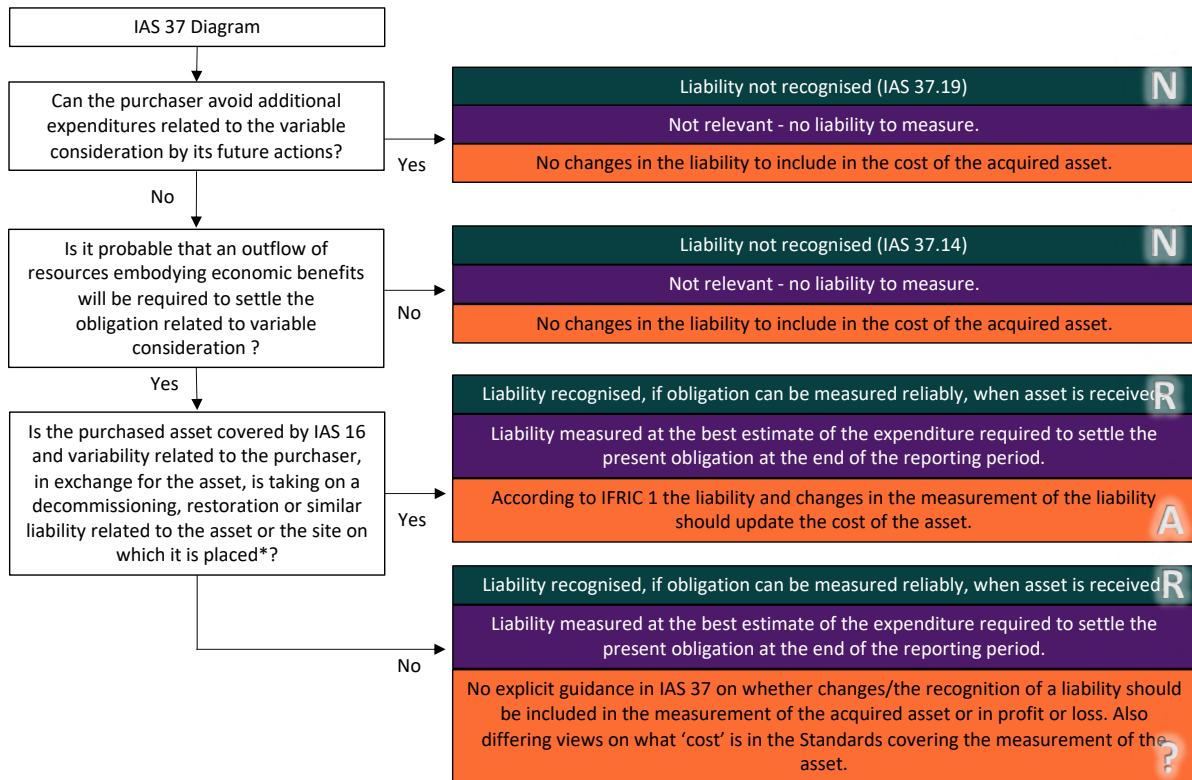 IAS 37 Diagram
Can the purchaser avoid additional
expenditures related to the variable
consideration by its future actions?
Yes
No
Liability not recognised (IAS 37.19)
N
Not relevant - no liability to measure.
No changes in the liability to include in the cost of the acquired asset.
Is it probable that an outflow of
resources embodying economic benefits
will be required to settle the
obligation related to variable
consideration ?
No
Yes
Liability not recognised (IAS 37.14)
N
Not relevant - no liability to measure.
No changes in the liability to include in the cost of the acquired asset.
Is the purchased asset covered by IAS 16
and variability related to the purchaser,
in exchange for the asset, is taking on a
decommissioning, restoration or similar
liability related to the asset or the site on
which it is placed*?
Yes
No
Liability recognised, if obligation can be measured reliably, when asset is received.
R
Liability measured at the best estimate of the expenditure required to settle the
present obligation at the end of the reporting period.
According to IFRIC 1 the liability and changes in the measurement of the liability
should update the cost of the asset.
A
Liability recognised, if obligation can be measured reliably, when asset is received
R
Liability measured at the best estimate of the expenditure required to settle the
present obligation at the end of the reporting period.
No explicit guidance in IAS 37 on whether changes/the recognition of a liability should
be included in the measurement of the acquired asset or in profit or loss. Also
differing views on what ‘cost’ is in the Standards covering the measurement of the
asset.
?